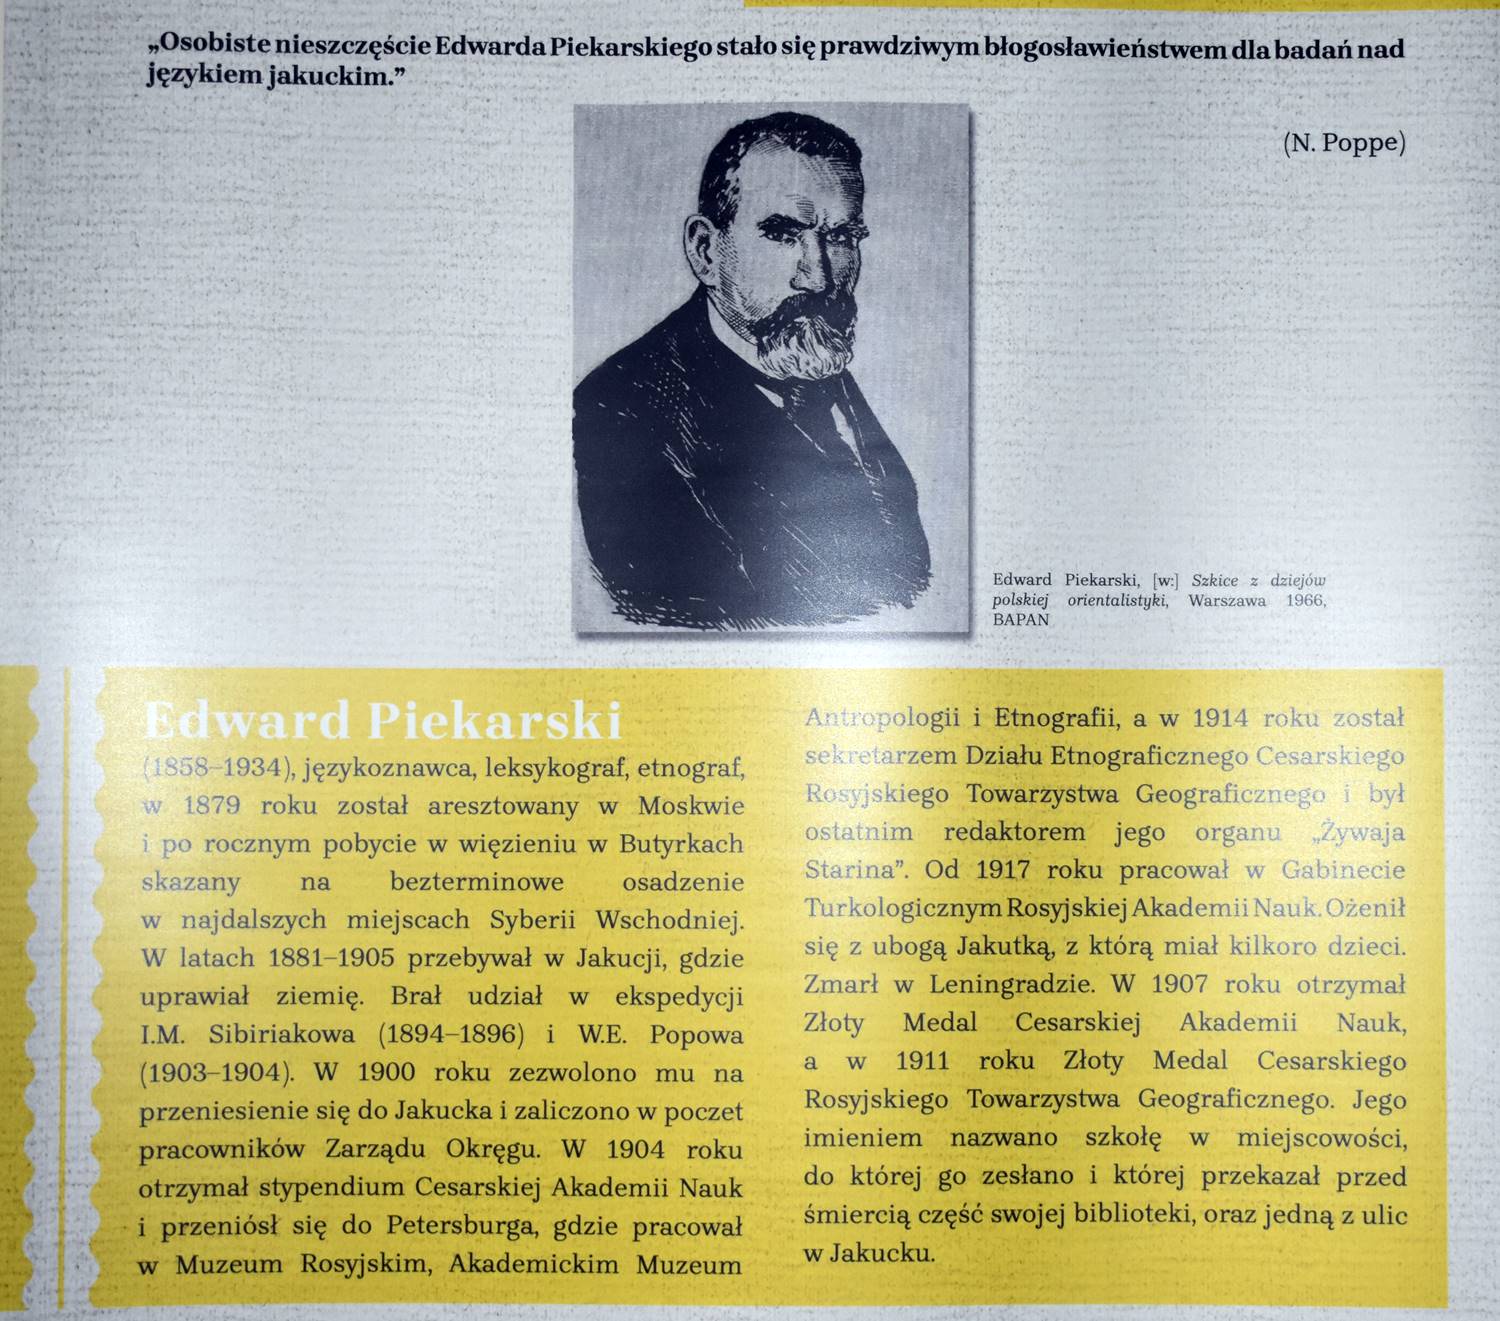 „Osobiste nieszczęście Edwarda Piekarskiego stało się prawdziwym błogosławieństwem dla badań nad
językiem jakuckim.”
(N. Poppe)
Edward Piekarski, [w:] Szkice z dziejów
polskiej orientalistyki, Warszawa 1966,
BAPAN
Edward Piekarski
(1858–1934), językoznawca, leksykograf, etnograf,
w 1879 roku został aresztowany w Moskwie
i po rocznym pobycie w więzieniu w Butyrkach
skazany na bezterminowe osadzenie
w najdalszych miejscach Syberii Wschodniej.
W latach 1881–1905 przebywał w Jakucji, gdzie
uprawiał ziemię. Brał udział w ekspedycji
I.M. Sibiriakowa (1894–1896) i W.E. Popowa
(1903–1904). W 1900 roku zezwolono mu na
przeniesienie się do Jakucka i zaliczono w poczet
pracowników Zarządu Okręgu. W 1904 roku
otrzymał stypendium Cesarskiej Akademii Nauk
i przeniósł się do Petersburga, gdzie pracował
w Muzeum Rosyjskim, Akademickim Muzeum
Antropologii i Etnografii, a w 1914 roku został
sekretarzem Działu Etnograficznego Cesarskiego
Rosyjskiego Towarzystwa Geograficznego i był
ostatnim redaktorem jego organu „Żywaja
Starina”. Od 1917 roku pracował w Gabinecie
Turkologicznym Rosyjskiej Akademii Nauk. Ożenił
się z ubogą Jakutką, z którą miał kilkoro dzieci.
Zmarł w Leningradzie. W 1907 roku otrzymał
Złoty Medal Cesarskiej Akademii Nauk,
a w 1911 roku Złoty Medal Cesarskiego
Rosyjskiego Towarzystwa Geograficznego. Jego
imieniem nazwano szkołę w miejscowości,
do której go zesłano i której przekazał przed
śmiercią część swojej biblioteki, oraz jedną z ulic
w Jakucku.